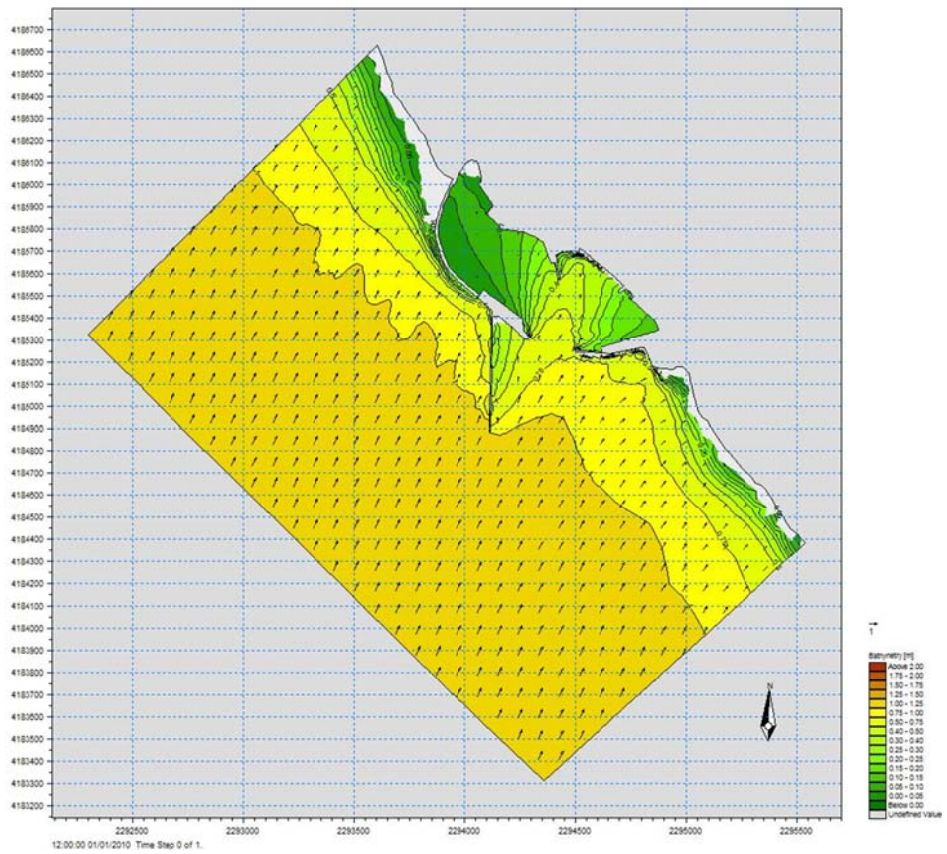 4186700
4186600
4186500
4186400
4186300
4186200
4186100
4186000
4185900
4185800
4185700
4185600
4185500
4185400
4185300
4185200
4185100
4185000
4184900
4184800
4184700
4184600
4184500
4184400
4184300
4184200
4184100
4184000
4183900
4183800
4183700
4183600
4183500
4183400
4183300
4183200
2292500 2293000 2293500 2294000 2294500 2295000 2295500
12:00:00 01/01/2010 Time Step 0 of 1.
N
1
Bathymetry [m]
Above 2.00
1.75 - 2.00
1.50 - 1.75
1.25 - 1.50
1.00 - 1.25
0.75 - 1.00
0.50 - 0.75
0.40 - 0.50
0.30 - 0.40
0.25 - 0.30
0.20 - 0.25
0.15 - 0.20
0.10 - 0.15
0.05 - 0.10
0.00 - 0.05
Below 0.00
Undefined Value